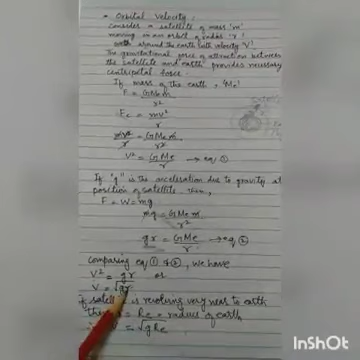 * Orbital Velocity:
Consider a satellite of mass 'm'
moving in an orbit of radius 'r'
around the earth with velocity 'V'.
The gravitational force of attraction between
the satellite and earth provides necessary
centripetal force.
If mass of the earth, 'Me'
F = GMem / r²
Fc = mv² / r
mv² / r = GMem / r²
V² = GMe / r → eq ①
If "g" is the acceleration due to gravity at
position of satellite then,
F = W = mg
mg = GMem / r²
gr = GMe / r → eq ②
comparing eq ① & ②, we have
V² = gr or
V = √gr
if satellite is revolving very near to earth
then r = Re = radius of earth
V = √gRe
KINEMASTER